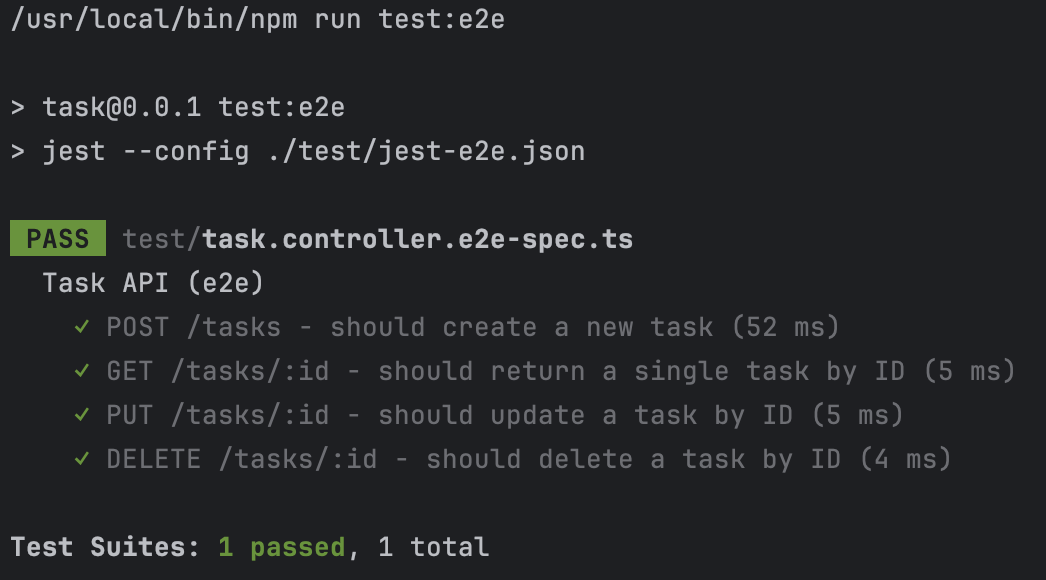 /usr/local/bin/npm run test:e2e
> task@0.0.1 test:e2e
> jest --config ./test/jest-e2e.json
PASS test/task.controller.e2e-spec.ts
Task API (e2e)
✓ POST /tasks - should create a new task (52 ms)
✓ GET /tasks/:id - should return a single task by ID (5 ms)
✓ PUT /tasks/:id - should update a task by ID (5 ms)
✓ DELETE /tasks/:id - should delete a task by ID (4 ms)
Test Suites: 1 passed, 1 total